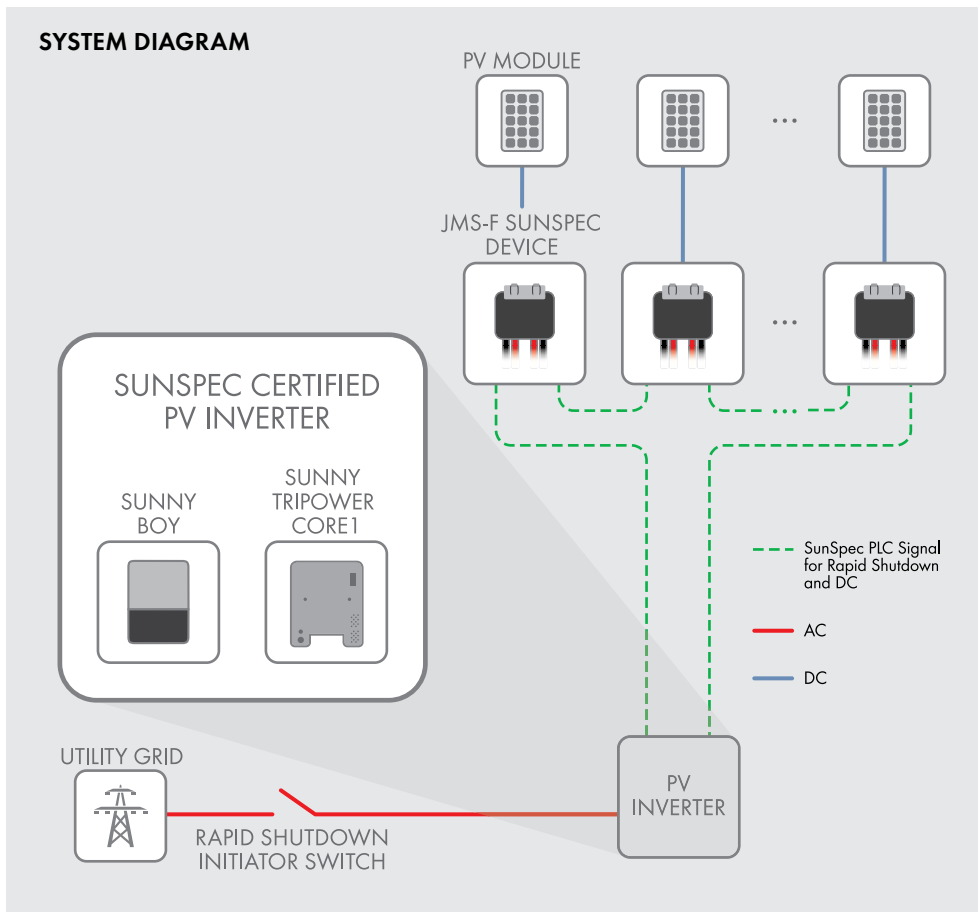 SYSTEM DIAGRAM
PV MODULE
...
JMS-F SUNSPEC
DEVICE
...
...
SUNSPEC CERTIFIED
PV INVERTER
SUNNY
BOY
SUNNY
TRIPOWER
CORE1
SunSpec PLC Signal
for Rapid Shutdown
and DC
AC
DC
UTILITY GRID
RAPID SHUTDOWN
INITIATOR SWITCH
PV
INVERTER